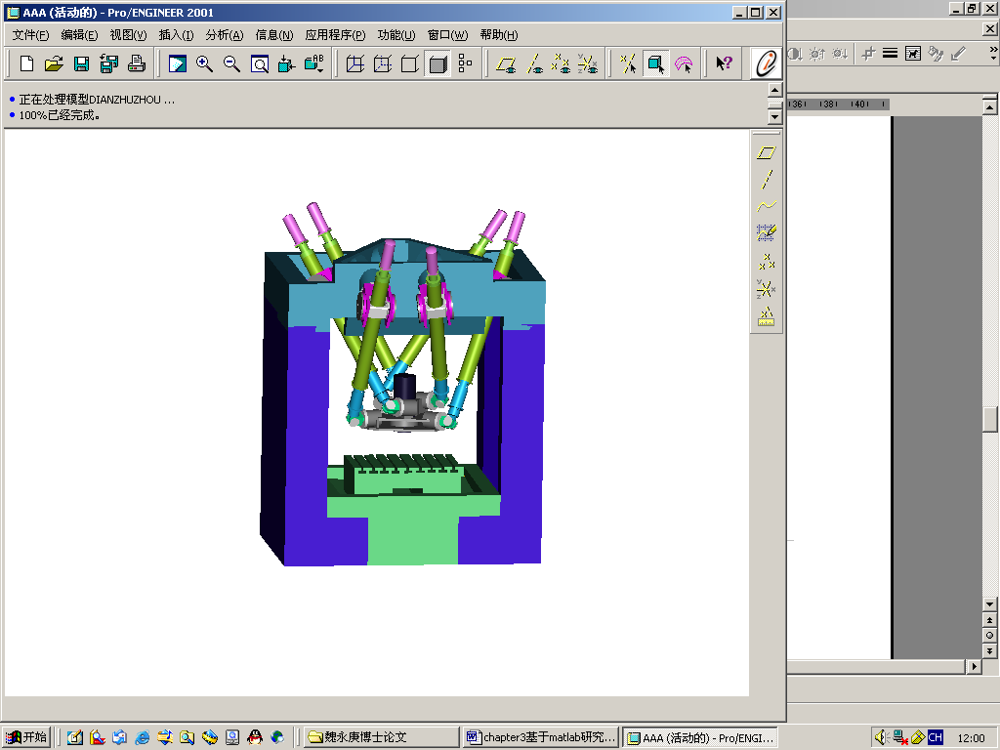 AAA (活动的) - Pro/ENGINEER 2001
文件(F) 编辑(E) 视图(V) 插入(I) 分析(A) 信息(N) 应用程序(P) 功能(U) 窗口(W) 帮助(H)
正在处理模型DIANZHUZHOU ...
100%已经完成。
36 38 40
开始 魏永庚博士论文 chapter3基于matlab研究... AAA (活动的) - Pro/ENGI... CH 12:00